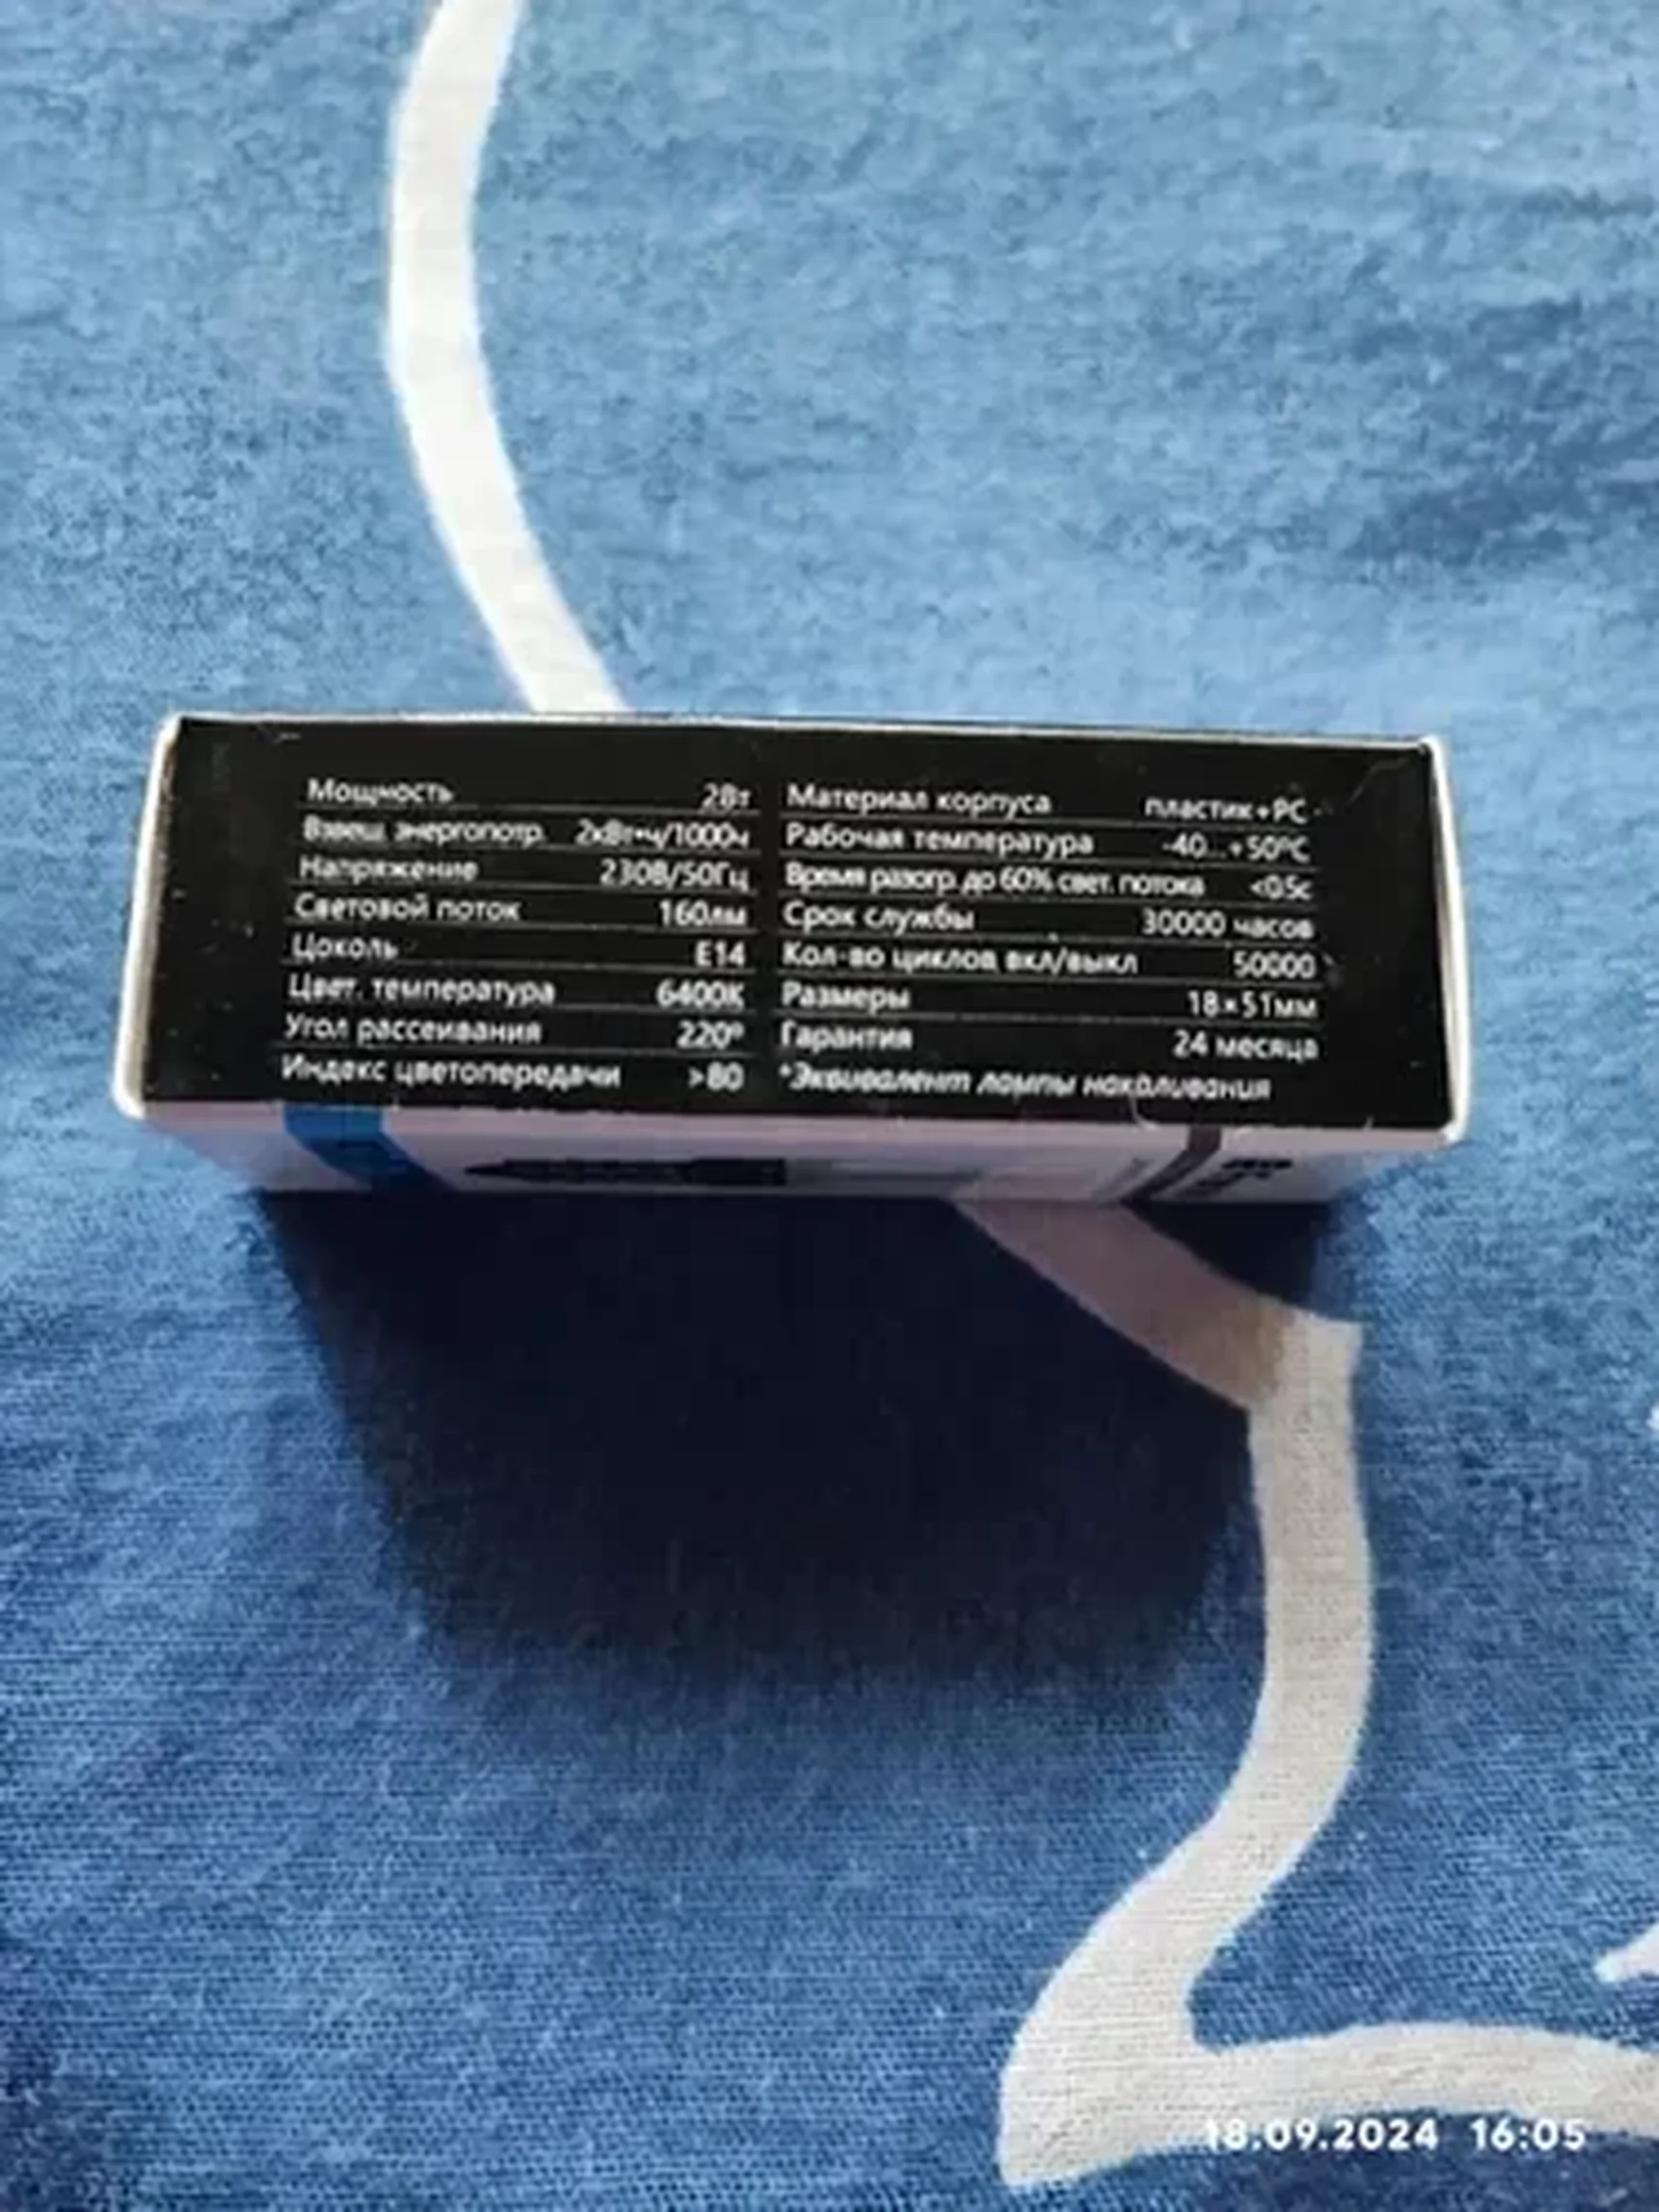 Мощность 2Вт
Взвеш. энергопотр. 2кВт•ч/1000ч
Напряжение 230В/50Гц
Световой поток 160лм
Цоколь E14
Цвет. температура 6400К
Угол рассеивания 220°
Индекс цветопередачи >80
Материал корпуса пластик+PC
Рабочая температура -40...+50°C
Время разогр. до 60% свет. потока <0.5с
Срок службы 30000 часов
Кол-во циклов вкл/выкл 50000
Размеры 18×51мм
Гарантия 24 месяца
*Эквивалент лампы накаливания
18.09.2024 16:05